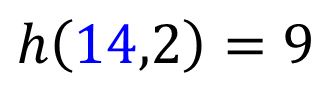 h(14,2) = 9